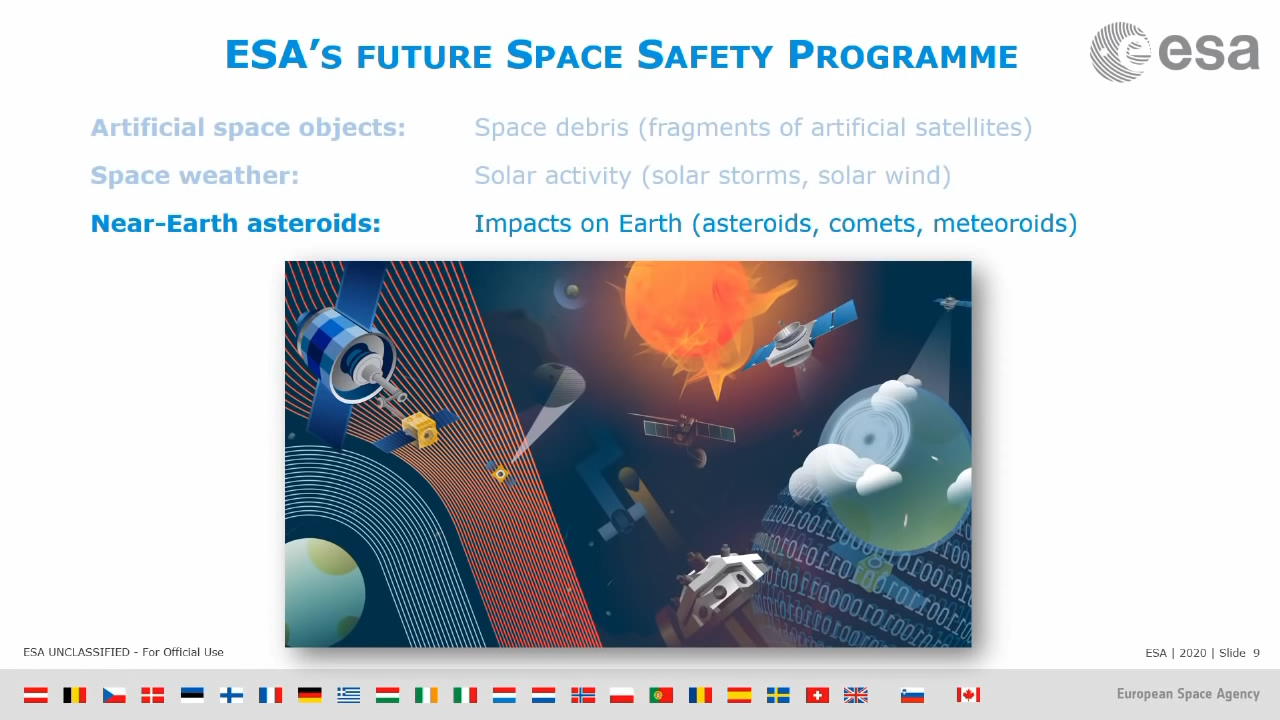 ESA's future Space Safety Programme
esa
Artificial space objects: Space debris (fragments of artificial satellites)
Space weather: Solar activity (solar storms, solar wind)
Near-Earth asteroids: Impacts on Earth (asteroids, comets, meteoroids)
ESA UNCLASSIFIED - For Official Use
ESA | 2020 | Slide 9
European Space Agency